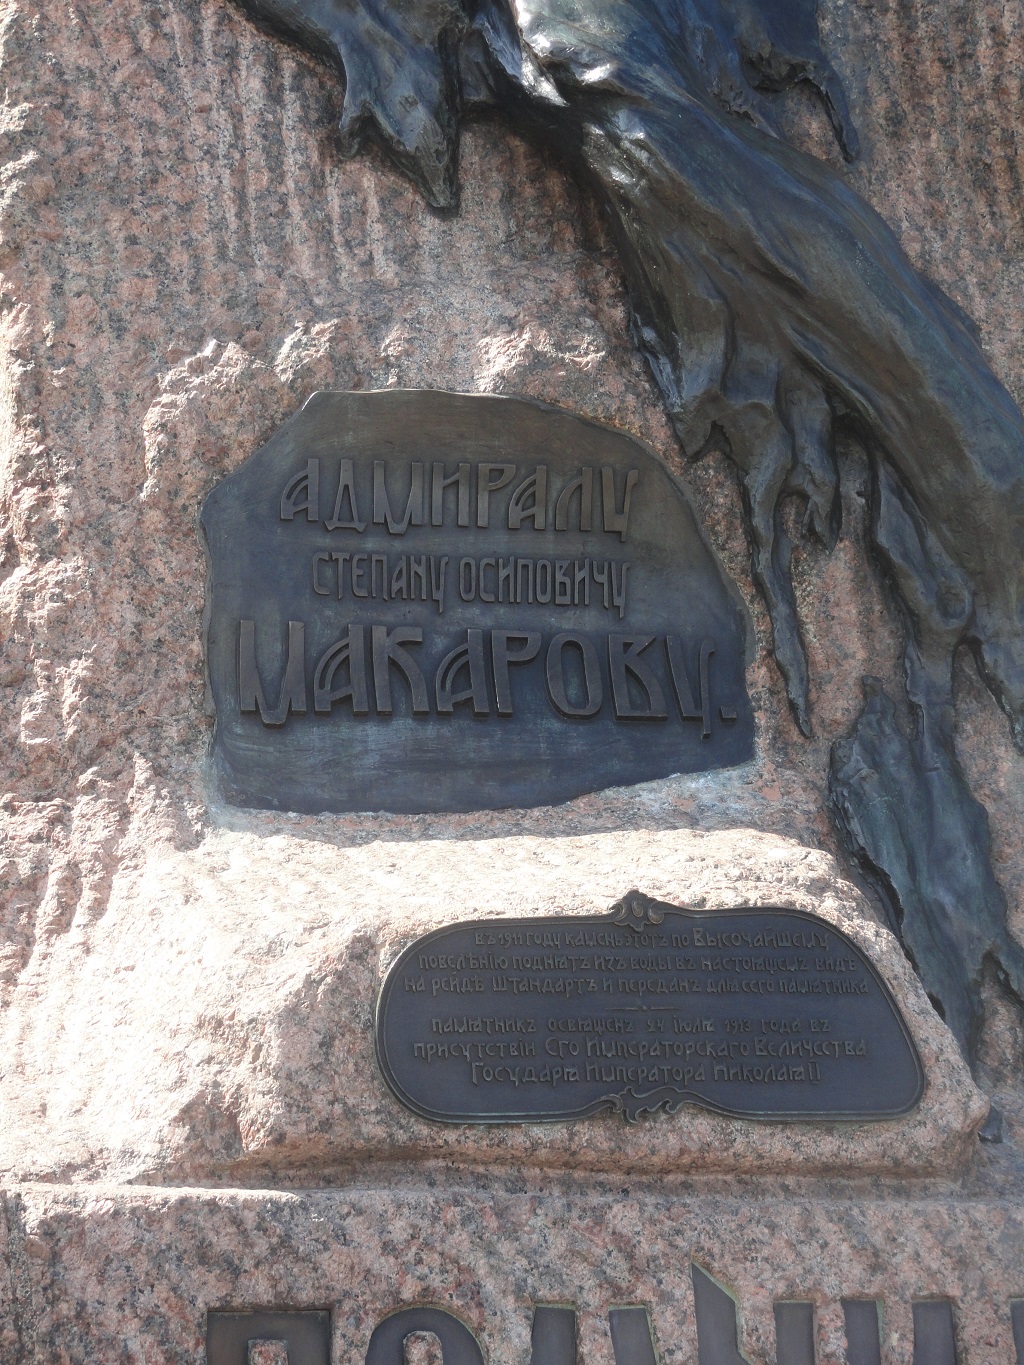 АДМИРАЛУ
СТЕПАНУ ОСИПОВИЧУ
МАКАРОВУ.
ВЪ 1911 ГОДУ КАМЕНЬ ЭТОТЪ ПО ВЫСОЧАЙШЕМУ
ПОВЕЛѢНІЮ ПОДНЯТЪ ИЗЪ ВОДЫ ВЪ НАСТОЯЩЕМЪ ВИДѢ
НА РЕЙДѢ ШТАНДАРТЪ И ПЕРЕДАНЪ ДЛЯ СЕГО ПАМЯТНИКА
ПАМЯТНИКЪ ОСВЯЩЕНЪ 24 ІЮЛЯ 1913 ГОДА ВЪ
ПРИСУТСТВІИ ЕГО ИМПЕРАТОРСКАГО ВЕЛИЧЕСТВА
ГОСУДАРЯ ИМПЕРАТОРА НИКОЛАЯ II